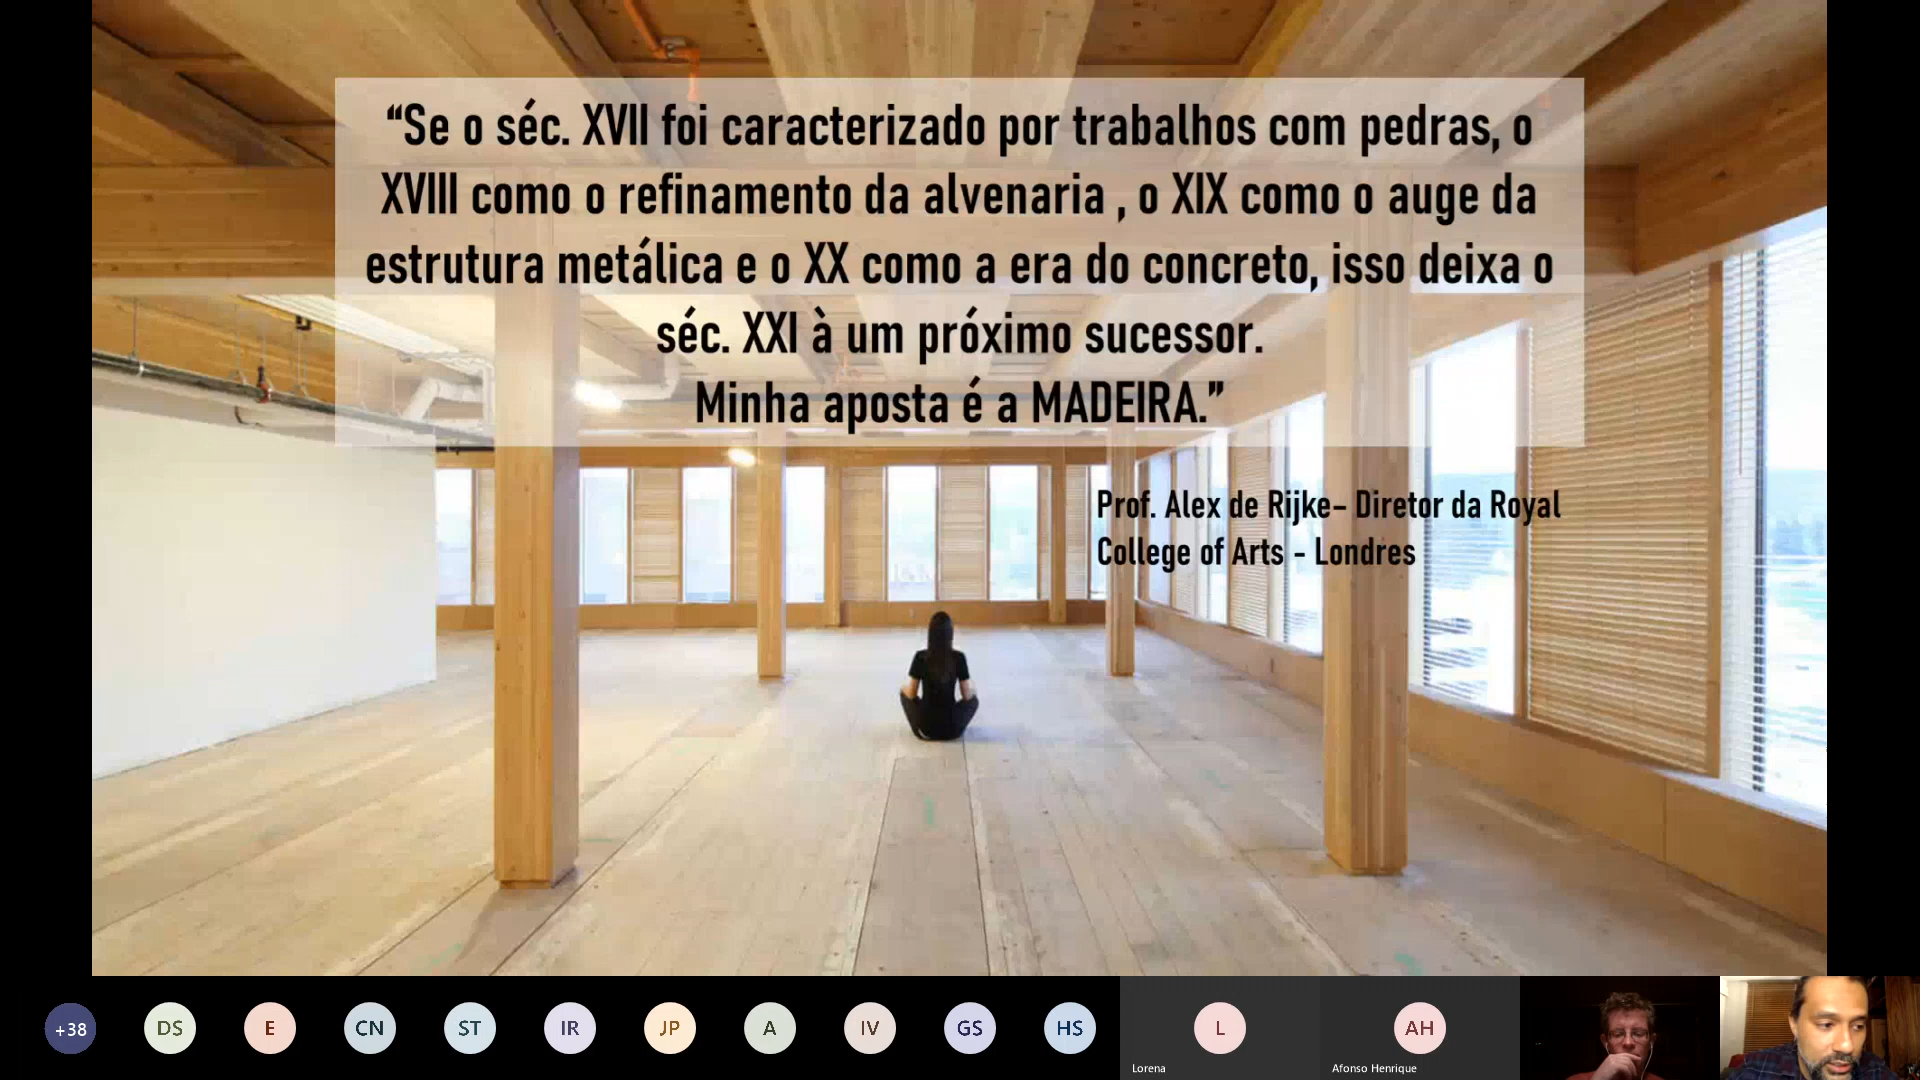 “Se o séc. XVII foi caracterizado por trabalhos com pedras, o
XVIII como o refinamento da alvenaria , o XIX como o auge da
estrutura metálica e o XX como a era do concreto, isso deixa o
séc. XXI à um próximo sucessor.
Minha aposta é a MADEIRA.”
Prof. Alex de Rijke– Diretor da Royal
College of Arts - Londres
+38
DS
E
CN
ST
IR
JP
A
IV
GS
HS
L
AH
Lorena
Afonso Henrique